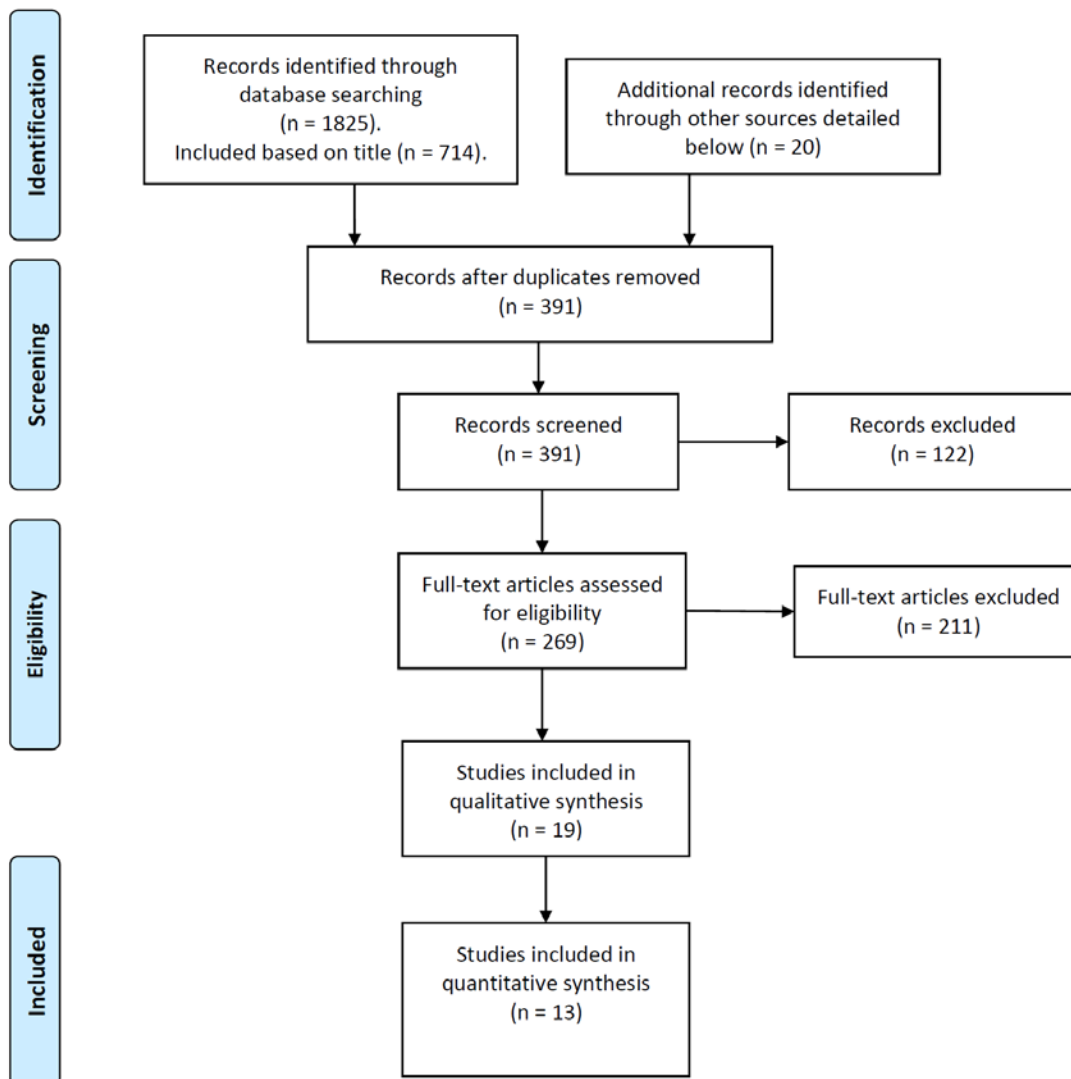 Identification
Records identified through
database searching
(n = 1825).
Included based on title (n = 714).
Additional records identified
through other sources detailed
below (n = 20)
Screening
Records after duplicates removed
(n = 391)
Records screened
(n = 391)
Records excluded
(n = 122)
Eligibility
Full-text articles assessed
for eligibility
(n = 269)
Full-text articles excluded
(n = 211)
Studies included in
qualitative synthesis
(n = 19)
Included
Studies included in
quantitative synthesis
(n = 13)